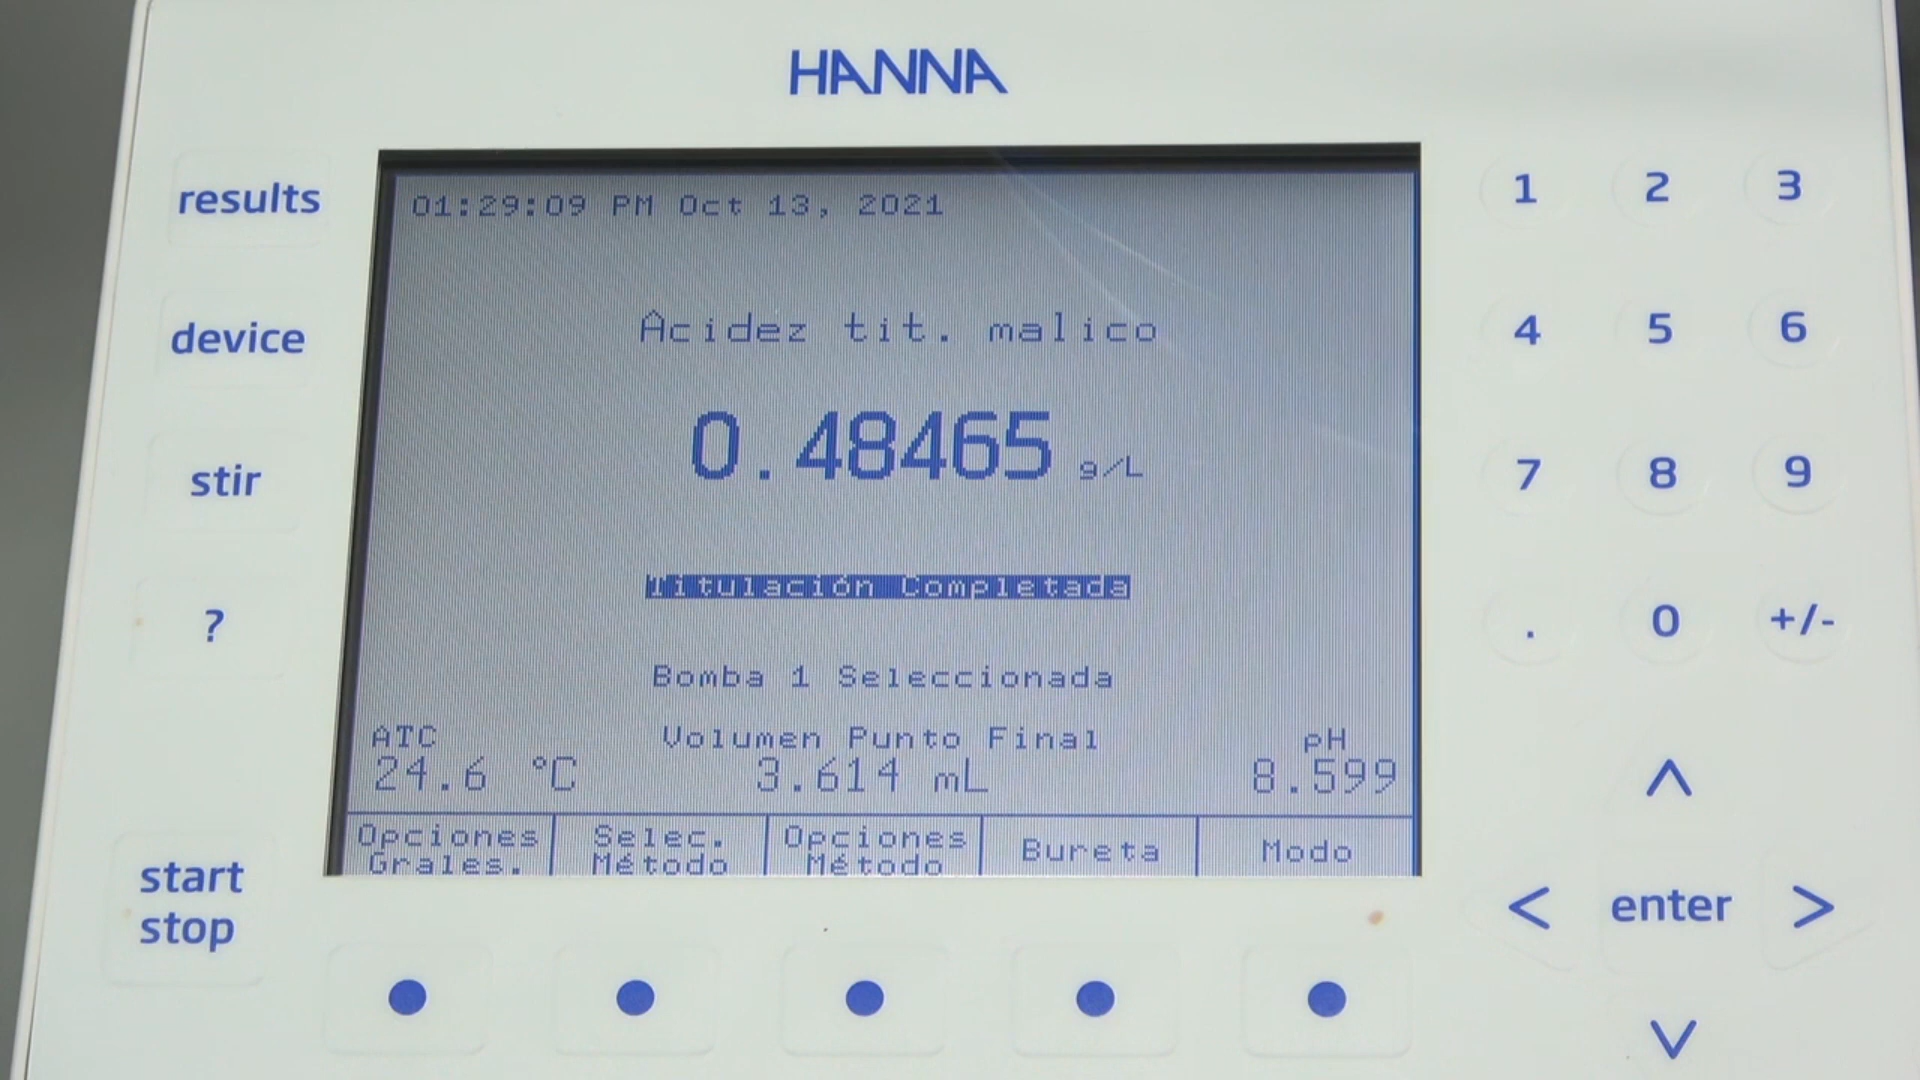 HANNA
results
device
stir
?
start
stop
01:29:09 PM Oct 13, 2021
Acidez tit. malico
0.48465 g/L
Titulación Completada
Bomba 1 Seleccionada
ATC
24.6 °C
Volumen Punto Final
3.614 mL
pH
8.599
Opciones
Grales.
Selec.
Método
Opciones
Método
Bureta
Modo
1 2 3
4 5 6
7 8 9
. 0 +/-
enter